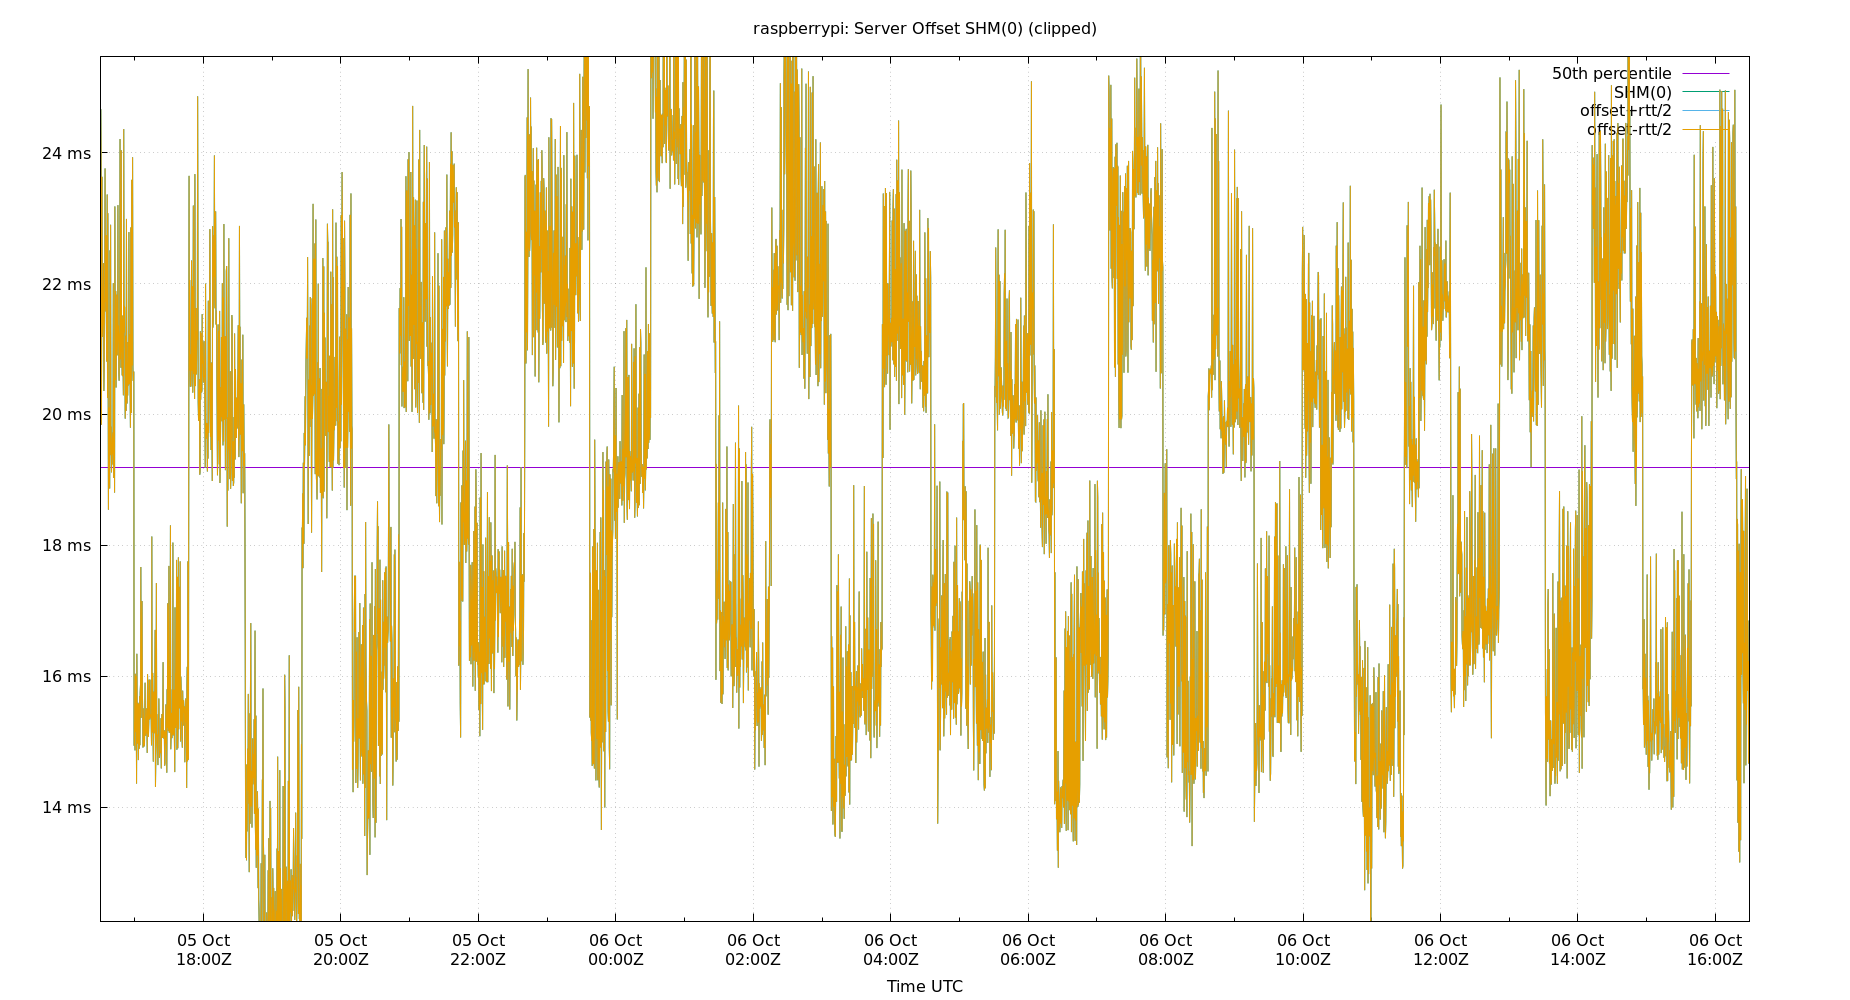 raspberrypi: Server Offset SHM(0) (clipped)
50th percentile
SHM(0)
offset+rtt/2
offset-rtt/2
24 ms
22 ms
20 ms
18 ms
16 ms
14 ms
05 Oct 05 Oct 05 Oct 06 Oct 06 Oct 06 Oct 06 Oct 06 Oct 06 Oct 06 Oct 06 Oct 06 Oct
18:00Z 20:00Z 22:00Z 00:00Z 02:00Z 04:00Z 06:00Z 08:00Z 10:00Z 12:00Z 14:00Z 16:00Z
Time UTC